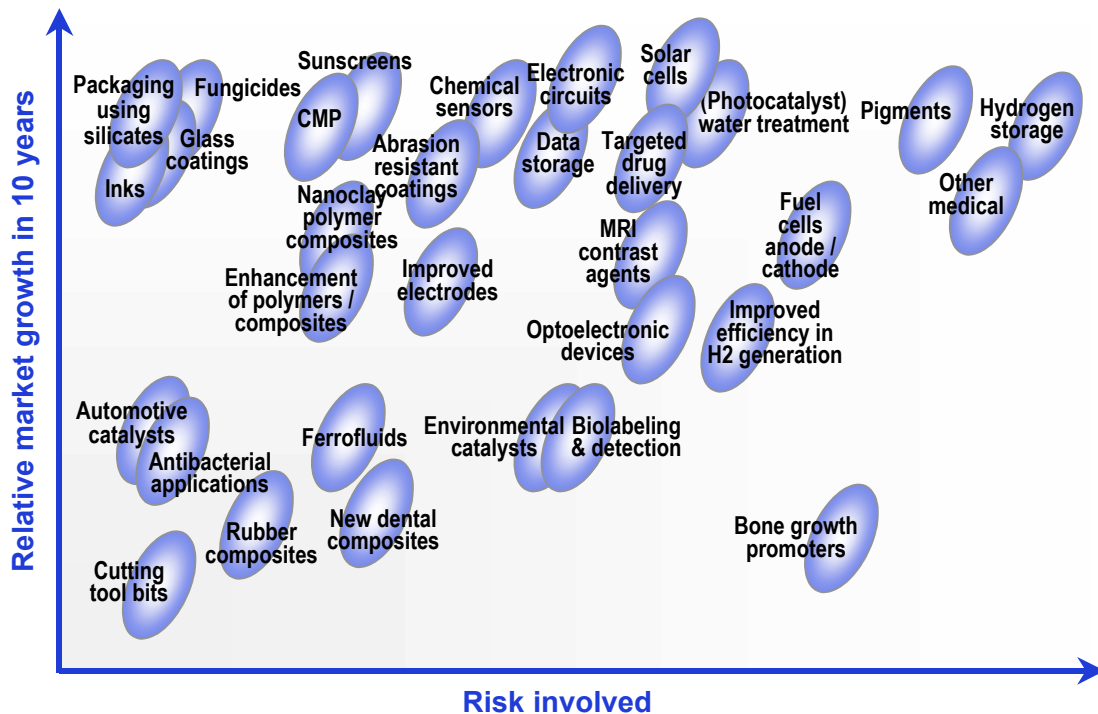 Relative market growth in 10 years
Packaging
using
silicates
Fungicides
Glass
coatings
Inks
Sunscreens
CMP
Chemical
sensors
Abrasion
resistant
coatings
Electronic
circuits
Data
storage
Solar
cells
(Photocatalyst)
water treatment
Targeted
drug
delivery
Pigments
Hydrogen
storage
Other
medical
Nanoclay
polymer
composites
Enhancement
of polymers /
composites
Improved
electrodes
MRI
contrast
agents
Fuel
cells
anode /
cathode
Optoelectronic
devices
Improved
efficiency in
H2 generation
Automotive
catalysts
Antibacterial
applications
Ferrofluids
Environmental
catalysts
Biolabeling
& detection
Rubber
composites
New dental
composites
Bone growth
promoters
Cutting
tool bits
Risk involved